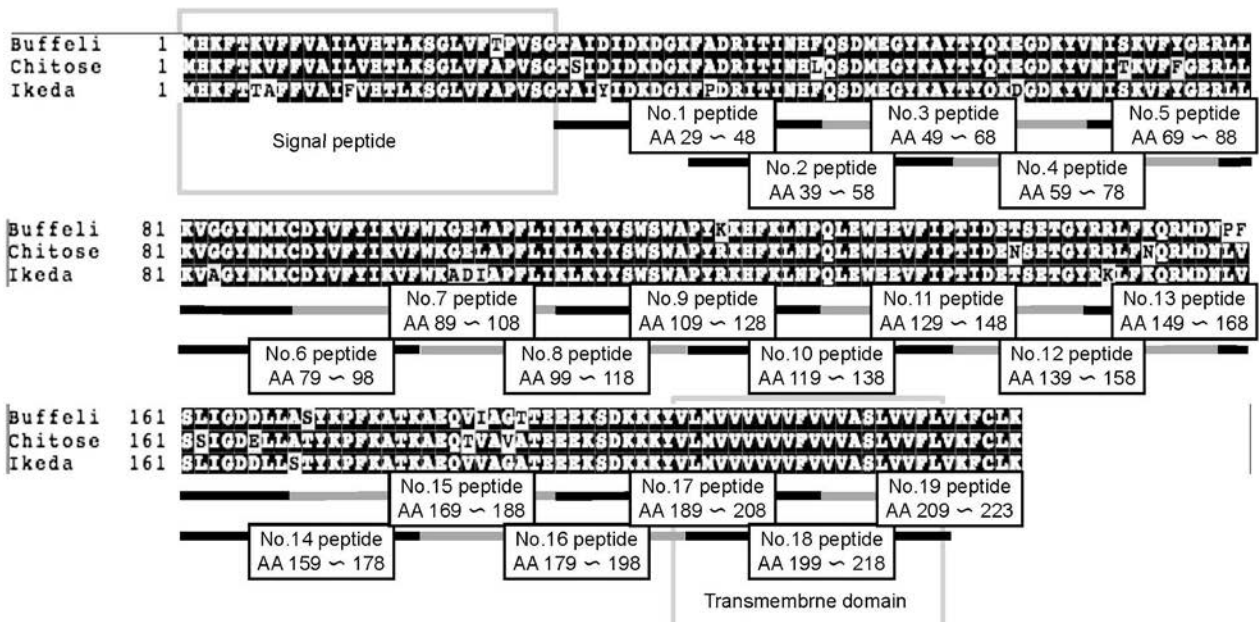 Buffeli 1 MHKFTKVFFVAILVHTLKSGLVFTPVSGTAIDIDKDGKFADRITINHFQSDMEGYKAYTYQKEGDKYVNISKVFYGERLL
Chitose 1 MHKFTKVFFVAILVHTLKSGLVFAPVSGTSIDIDKDGKFADRITINHLQSDMEGYKAYTYQKEGDKYVNITKVFFGERLL
Ikeda 1 MHKFTTAFFVAIFVHTLKSGLVFAPVSGTAIYIDKDGKFPDRITINHFQSDMEGYKAYTYQKDGDKYVNISKVFYGERLL
Signal peptide
No.1 peptide
AA 29 ∽ 48
No.3 peptide
AA 49 ∽ 68
No.5 peptide
AA 69 ∽ 88
No.2 peptide
AA 39 ∽ 58
No.4 peptide
AA 59 ∽ 78
Buffeli 81 KVGGYNMKCDYVFYIKVFWKGELAPFLIKLKYYSWSWAPYKKHFKLNPQLEWEEVFIPTIDETSETGYRRLFKQRMDNPF
Chitose 81 KVGGYNMKCDYVFYIKVFWKGELAPFLIKLKYYSWSWAPYRKHFKLNPQLEWEEVFIPTIDENSETGYRRLFNQRMDNLV
Ikeda 81 KVAGYNMKCDYVFYIKVFWKADIAPFLIKLKYYSWSWAPYRKHFKLNPQLEWEEVFIPTIDETSETGYRKLFKQRMDNLV
No.7 peptide
AA 89 ∽ 108
No.9 peptide
AA 109 ∽ 128
No.11 peptide
AA 129 ∽ 148
No.13 peptide
AA 149 ∽ 168
No.6 peptide
AA 79 ∽ 98
No.8 peptide
AA 99 ∽ 118
No.10 peptide
AA 119 ∽ 138
No.12 peptide
AA 139 ∽ 158
Buffeli 161 SLIGDDLLASYKPFKATKAEQVIAGTTEEEKSDKKKYVLMVVVVVVFVVVASLVVFLVKFCLK
Chitose 161 SSIGDELLATYKPFKATKAEQTVAVATEEEKSDKKKYVLMVVVVVVFVVVASLVVFLVKFCLK
Ikeda 161 SLIGDDLLSTYKPFKATKAEQVVAGATEEEKSDKKKYVLMVVVVVVFVVVASLVVFLVKFCLK
No.15 peptide
AA 169 ∽ 188
No.17 peptide
AA 189 ∽ 208
No.19 peptide
AA 209 ∽ 223
No.14 peptide
AA 159 ∽ 178
No.16 peptide
AA 179 ∽ 198
No.18 peptide
AA 199 ∽ 218
Transmembrne domain